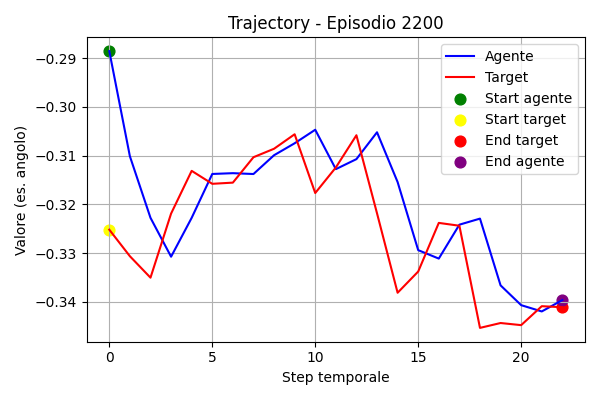 Trajectory - Episodio 2200
Valore (es. angolo)
−0.29
−0.30
−0.31
−0.32
−0.33
−0.34
Agente
Target
Start agente
Start target
End target
End agente
0 5 10 15 20
Step temporale